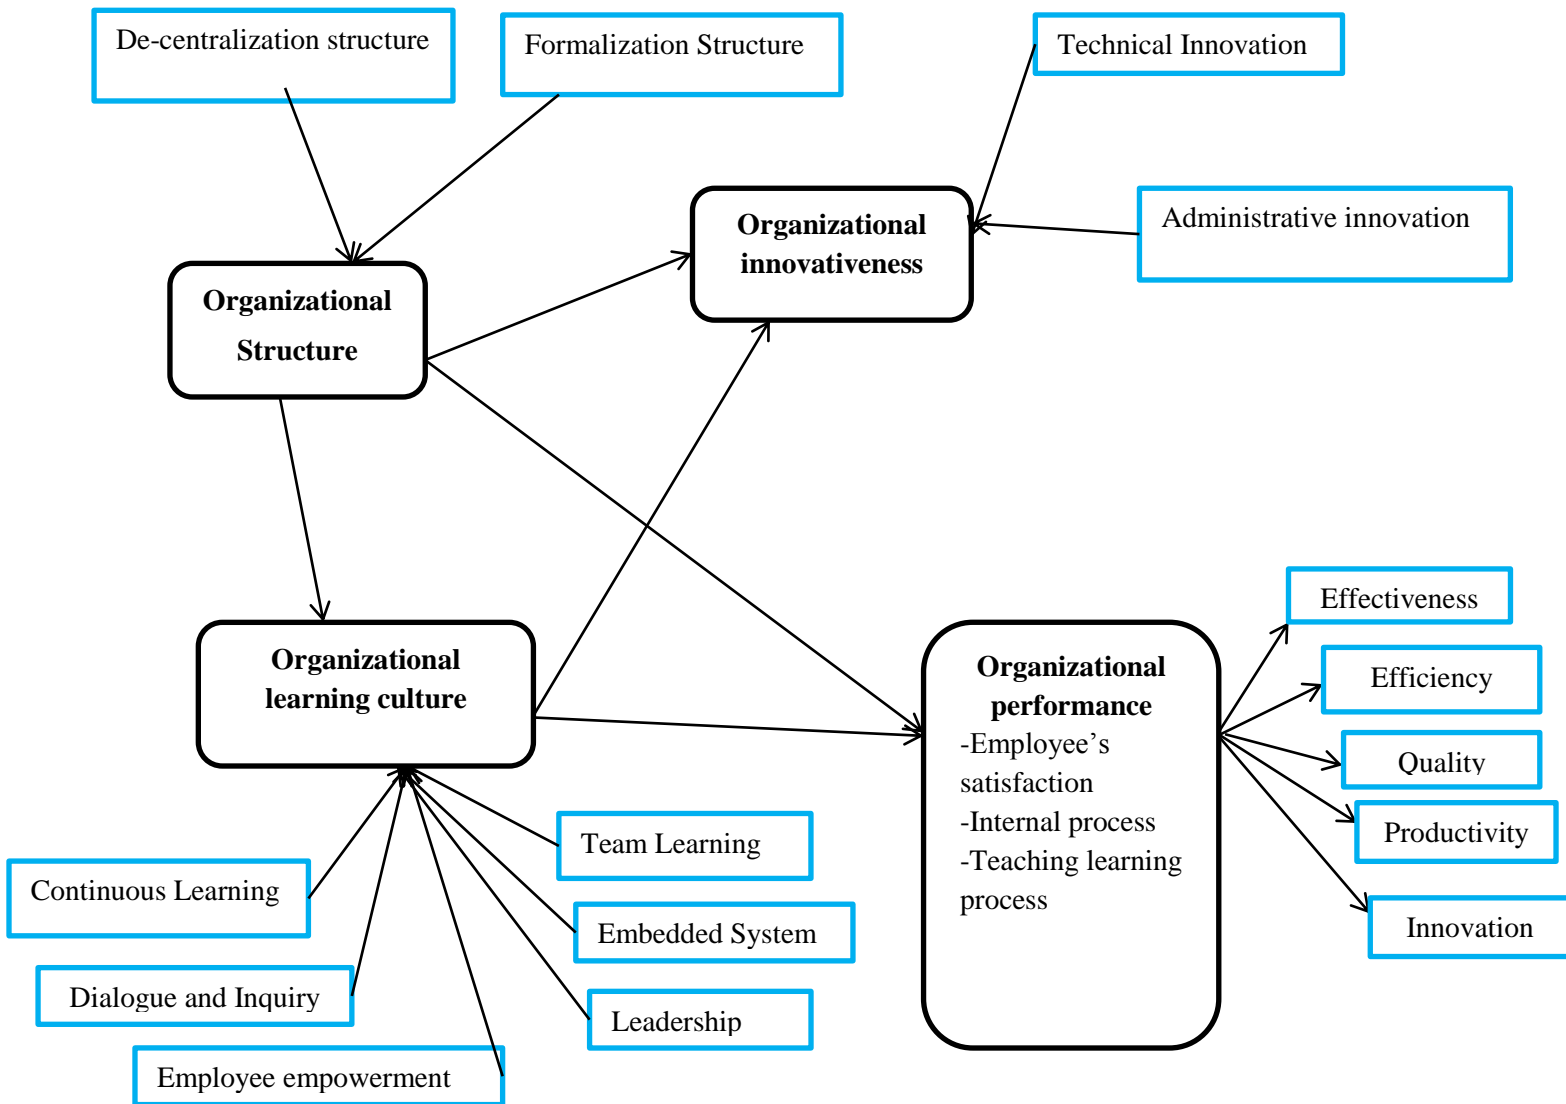 De-centralization structure
Formalization Structure
Technical Innovation
Administrative innovation
Organizational
innovativeness
Organizational
Structure
Organizational
learning culture
Organizational
performance
-Employee’s
satisfaction
-Internal process
-Teaching learning
process
Effectiveness
Efficiency
Quality
Productivity
Innovation
Team Learning
Continuous Learning
Embedded System
Dialogue and Inquiry
Leadership
Employee empowerment